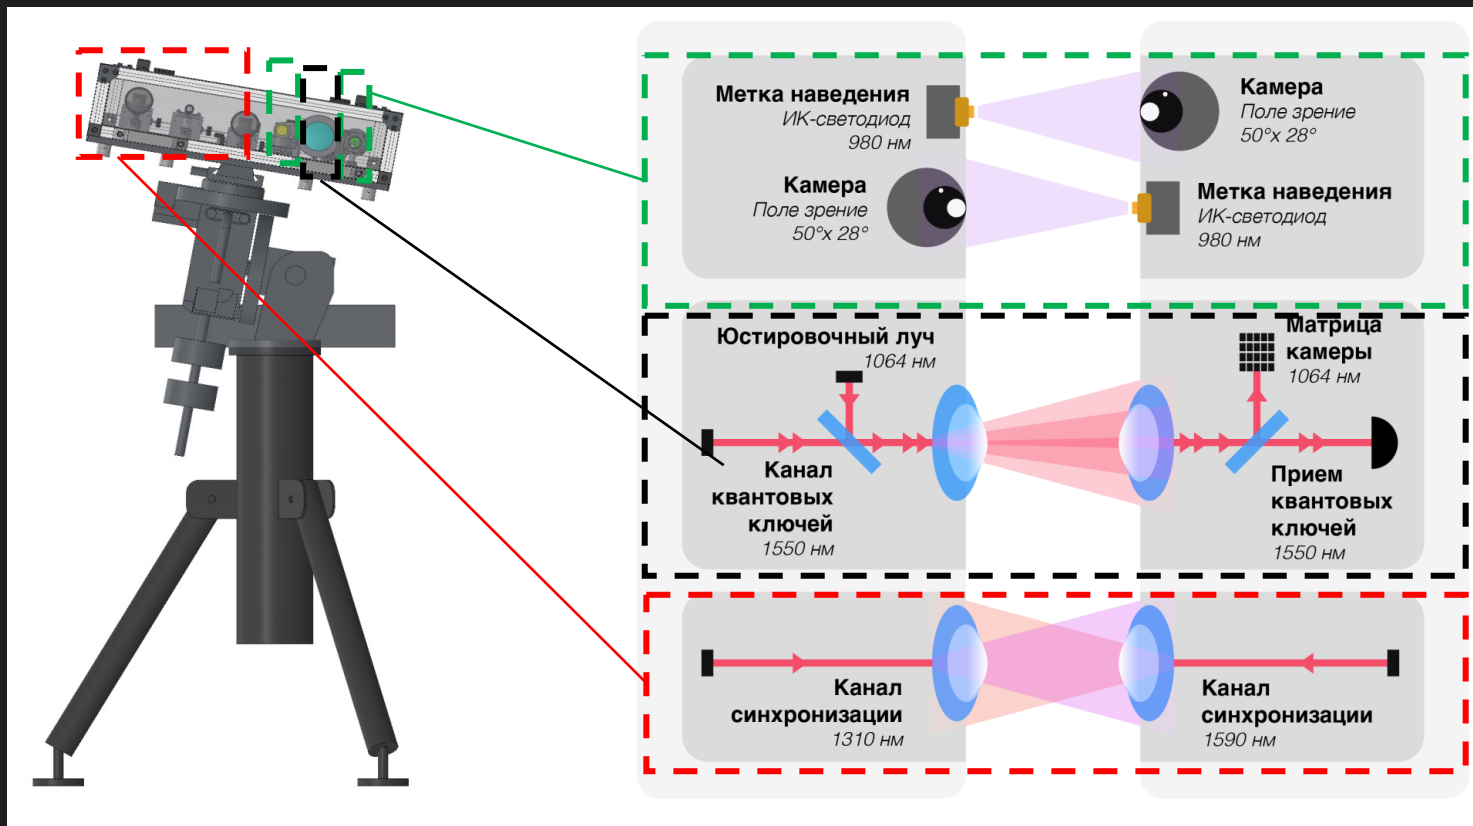 Метка наведения
ИК-светодиод
980 нм
Камера
Поле зрение
50°x 28°
Камера
Поле зрение
50°x 28°
Метка наведения
ИК-светодиод
980 нм
Юстировочный луч
1064 нм
Матрица
камеры
1064 нм
Канал
квантовых
ключей
1550 нм
Прием
квантовых
ключей
1550 нм
Канал
синхронизации
1310 нм
Канал
синхронизации
1590 нм